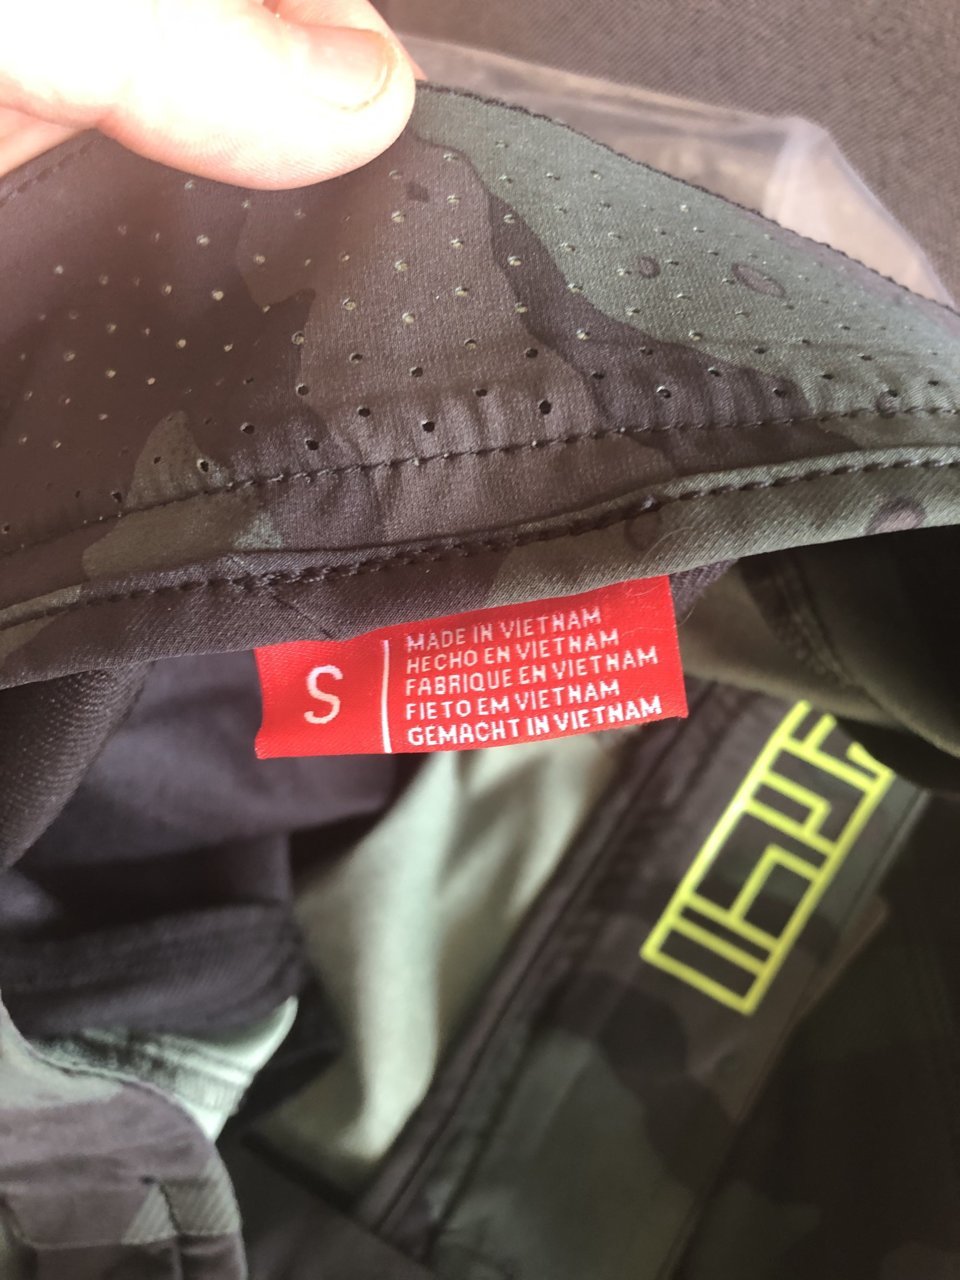 S
MADE IN VIETNAM
HECHO EN VIETNAM
FABRIQUE EN VIETNAM
FIETO EM VIETNAM
GEMACHT IN VIETNAM